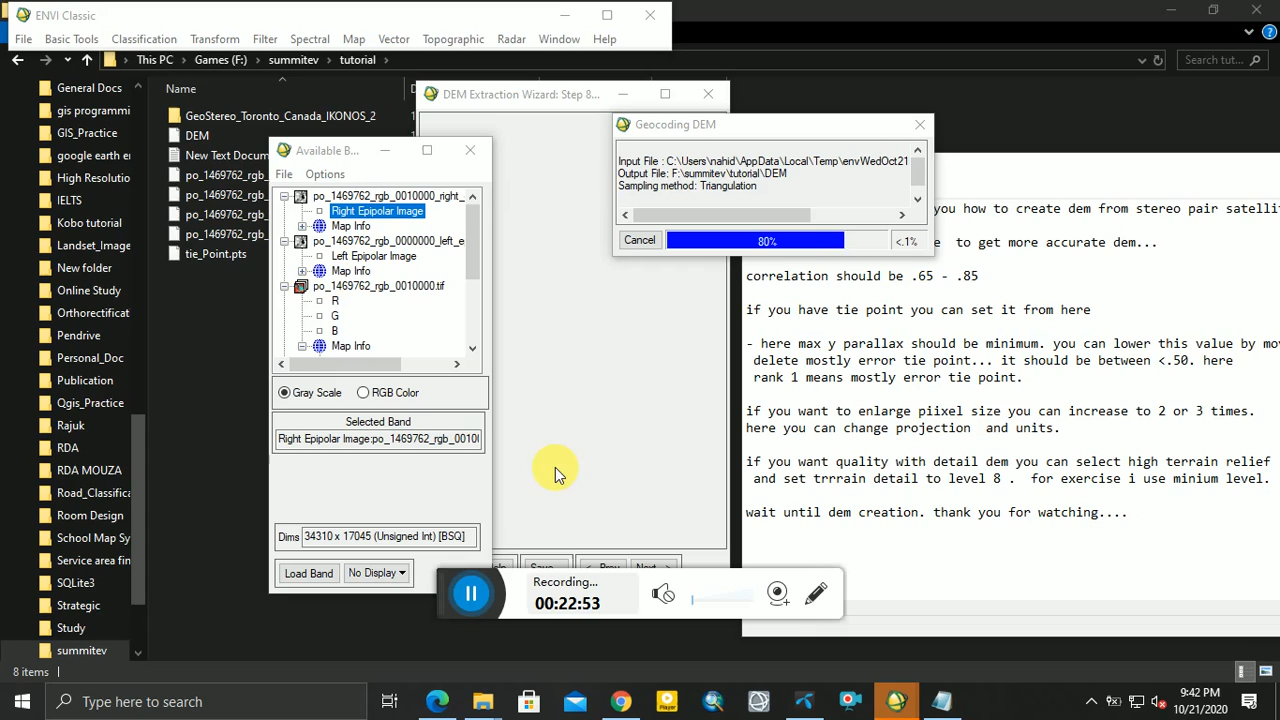 ENVI Classic
File Basic Tools Classification Transform Filter Spectral Map Vector Topographic Radar Window Help
This PC Games (F:) summitev tutorial
Search tut...
General Docs
gis programmi
GIS_Practice
google earth e
IELTS
Kobo tutorial
Landset_Image
New folder
Online Study
Orthorectificat
Pendrive
Personal_Doc
Publication
Qgis_Practice
Rajuk
RDA
RDA MOUZA
Road_Classifica
Room Design
School Map Sy
Service area fin
SQLite3
Strategic
Study
summitev
Name
GeoStereo_Toronto_Canada_IKONOS_2
DEM
New Text Docum
po_1469762_rgb_
po_1469762_rgb_
po_1469762_rgb_
po_1469762_rgb_
tie_Point.pts
8 items
DEM Extraction Wizard: Step 8...
Available B...
File Options
po_1469762_rgb_0010000_right_
Right Epipolar Image
Map Info
po_1469762_rgb_0000000_left_e
Left Epipolar Image
Map Info
po_1469762_rgb_0010000.tif
R
G
B
Map Info
Gray Scale RGB Color
Selected Band
Right Epipolar Image:po_1469762_rgb_0010(
Dims 34310 x 17045 (Unsigned Int) [BSQ]
Load Band No Display
Geocoding DEM
Input File : C:\Users\nahid\AppData\Local\Temp\envWedOct21
Output File: F:\summitev\tutorial\DEM
Sampling method: Triangulation
Cancel 80% <.1%
you how to create dem from stereo pair satellit
to get more accurate dem...
correlation should be .65 - .85
if you have tie point you can set it from here
- here max y parallax should be minimum. you can lower this value by mov
delete mostly error tie point... it should be between <.50. here
rank 1 means mostly error tie point.
if you want to enlarge piixel size you can increase to 2 or 3 times.
here you can change projection and units.
if you want quality with detail dem you can select high terrain relief
and set trrrain detail to level 8 . for exercise i use minium level.
wait until dem creation. thank you for watching....
Recording...
00:22:53
Type here to search
Player
9:42 PM
10/21/2020